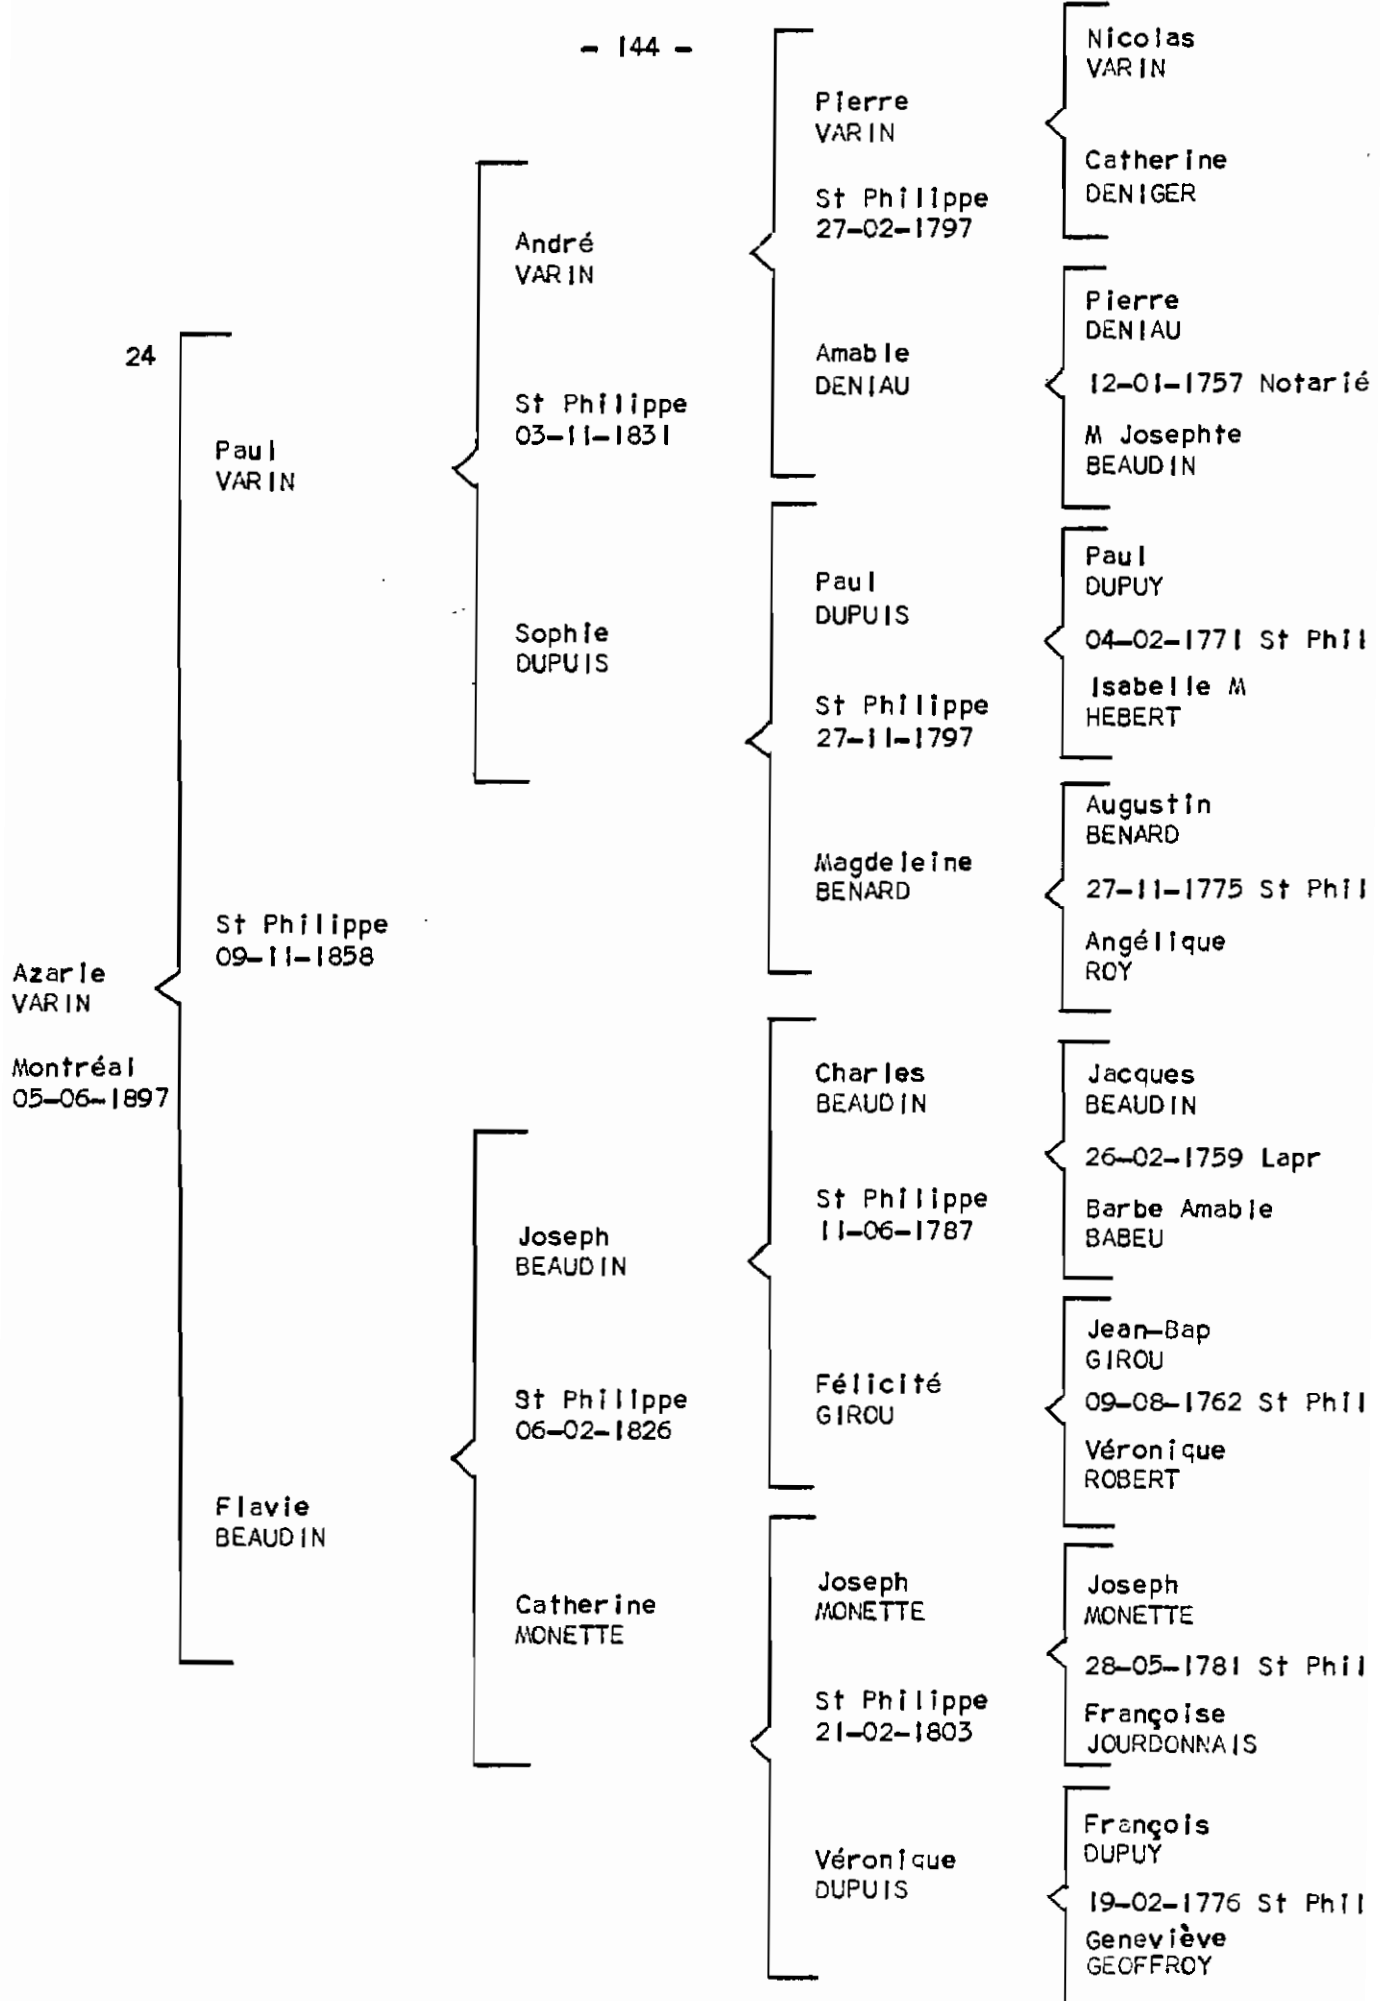 - 144 -
24
Azarie
VARIN
Montréal
05-06-1897
Paul
VARIN
St Philippe
09-11-1858
Flavie
BEAUDIN
André
VARIN
St Philippe
03-11-1831
Sophie
DUPUIS
Joseph
BEAUDIN
St Philippe
06-02-1826
Catherine
MONETTE
Pierre
VARIN
St Philippe
27-02-1797
Amable
DENIAU
Paul
DUPUIS
St Philippe
27-11-1797
Magdeleine
BENARD
Charles
BEAUDIN
St Philippe
11-06-1787
Félicité
GIROU
Joseph
MONETTE
St Philippe
21-02-1803
Véronique
DUPUIS
Nicolas
VARIN
Catherine
DENIGER
Pierre
DENIAU
12-01-1757 Notarié
M Josephte
BEAUDIN
Paul
DUPUY
04-02-1771 St Phil
Isabelle M
HEBERT
Augustin
BENARD
27-11-1775 St Phil
Angélique
ROY
Jacques
BEAUDIN
26-02-1759 Lapr
Barbe Amable
BABEU
Jean-Bap
GIROU
09-08-1762 St Phil
Véronique
ROBERT
Joseph
MONETTE
28-05-1781 St Phil
Françoise
JOURDONNAIS
François
DUPUY
19-02-1776 St Phil
Geneviève
GEOFFROY